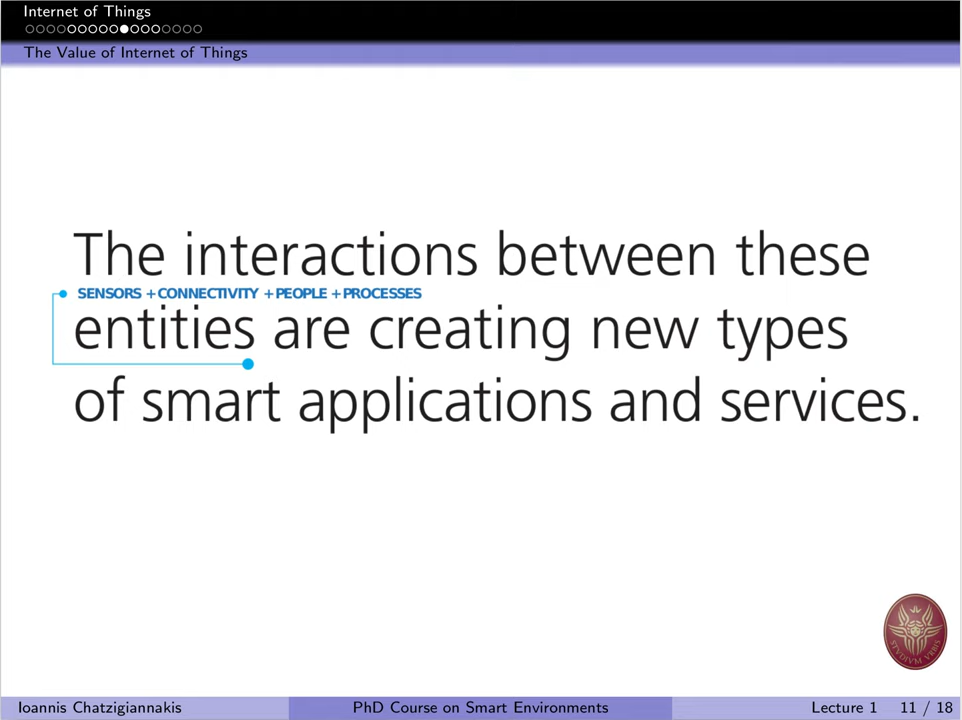 Internet of Things
The Value of Internet of Things
The interactions between these
SENSORS + CONNECTIVITY + PEOPLE + PROCESSES
entities are creating new types
of smart applications and services.
STVDIVM VRBIS
Ioannis Chatzigiannakis PhD Course on Smart Environments Lecture 1 11 / 18